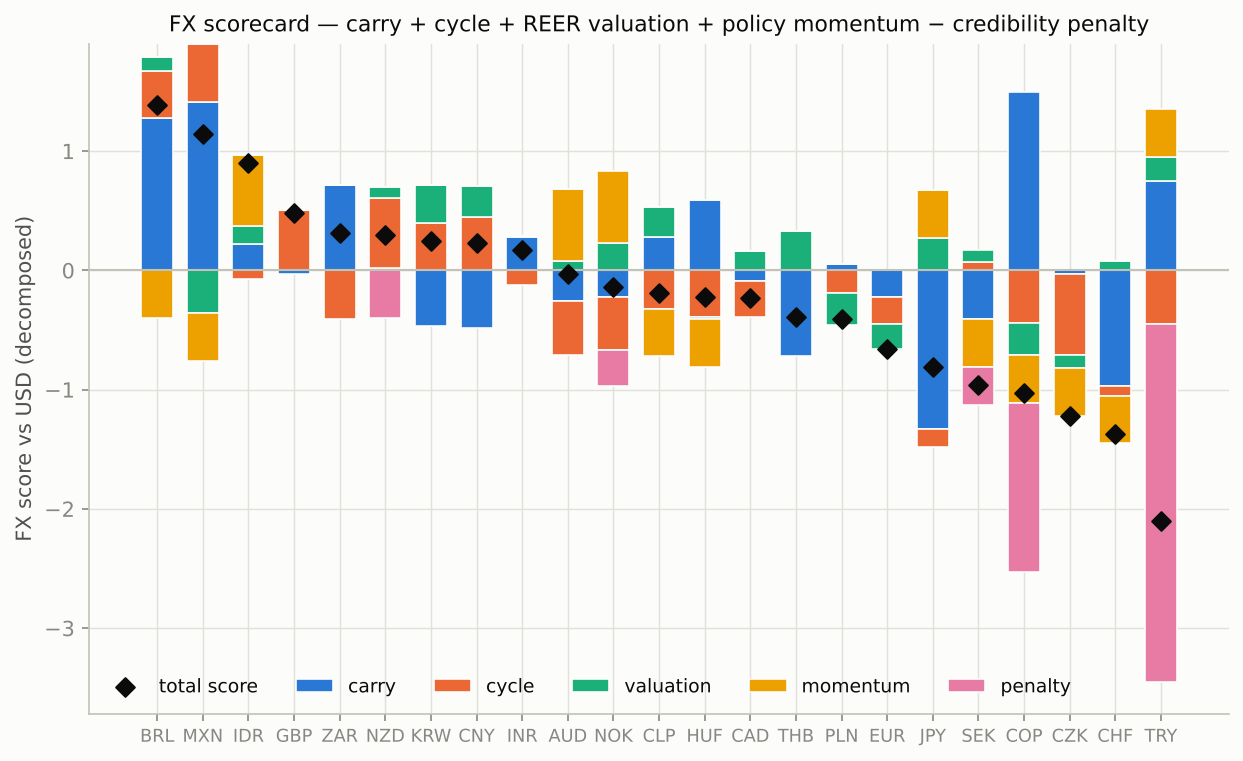 FX scorecard — carry + cycle + REER valuation + policy momentum − credibility penalty
FX score vs USD (decomposed)
1
0
−1
−2
−3
total score carry cycle valuation momentum penalty
BRL MXN IDR GBP ZAR NZD KRW CNY INR AUD NOK CLP HUF CAD THB PLN EUR JPY SEK COP CZK CHF TRY